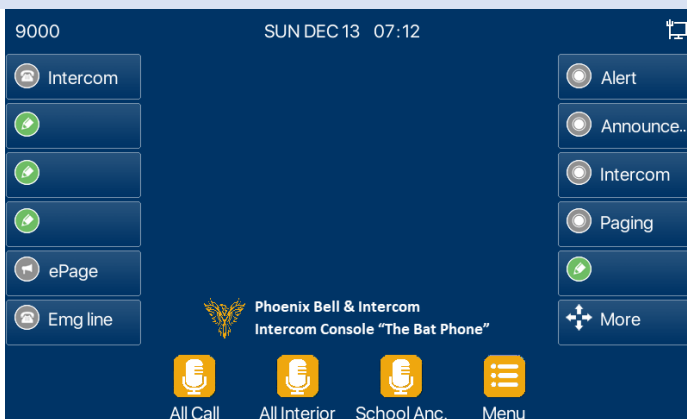 9000 SUN DEC 13 07:12
Intercom
ePage
Emg line
Alert
Announce..
Intercom
Paging
More
Phoenix Bell & Intercom
Intercom Console “The Bat Phone”
All Call All Interior School Anc. Menu